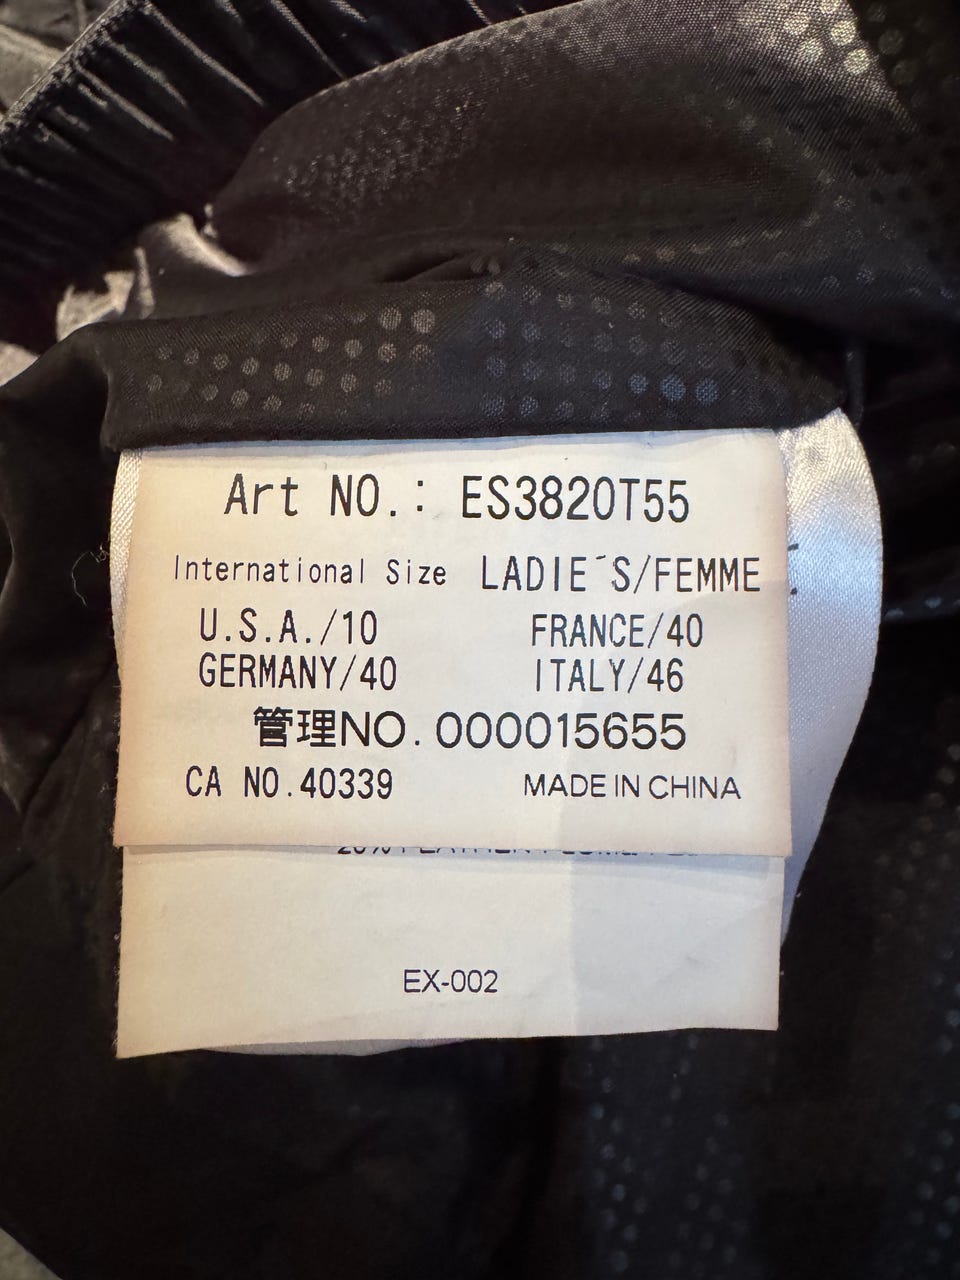 Art NO.: ES3820T55
International Size LADIE´S/FEMME
U.S.A./10 FRANCE/40
GERMANY/40 ITALY/46
管理NO.000015655
CA NO.40339 MADE IN CHINA
EX-002